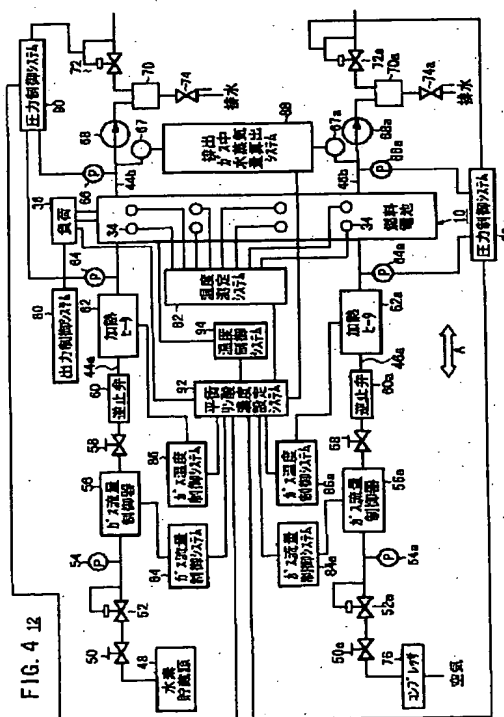 FIG. 4
12
圧力制御システム
90
72
70
74
排水
68
67
排出ガス中水蒸気量算出システム
88
67a
68a
72a
70a
74a
排水
36
負荷
66
44b
46b
66a
P
P
34
34
燃料電池
10
圧力制御システム
80
出力制御システム
64
P
62
加熱ヒータ
44a
60
逆止弁
58
温度測定システム
82
94
温度制御システム
92
平衡リン酸濃度設定システム
64a
P
62a
加熱ヒータ
46a
60a
逆止弁
58
A
56
ガス流量制御器
86
ガス温度制御システム
84
ガス流量制御システム
86a
ガス温度制御システム
84a
ガス流量制御システム
56a
ガス流量制御器
54
P
52
50
48
水素貯蔵源
54a
P
52a
50a
76
コンプレッサ
空気